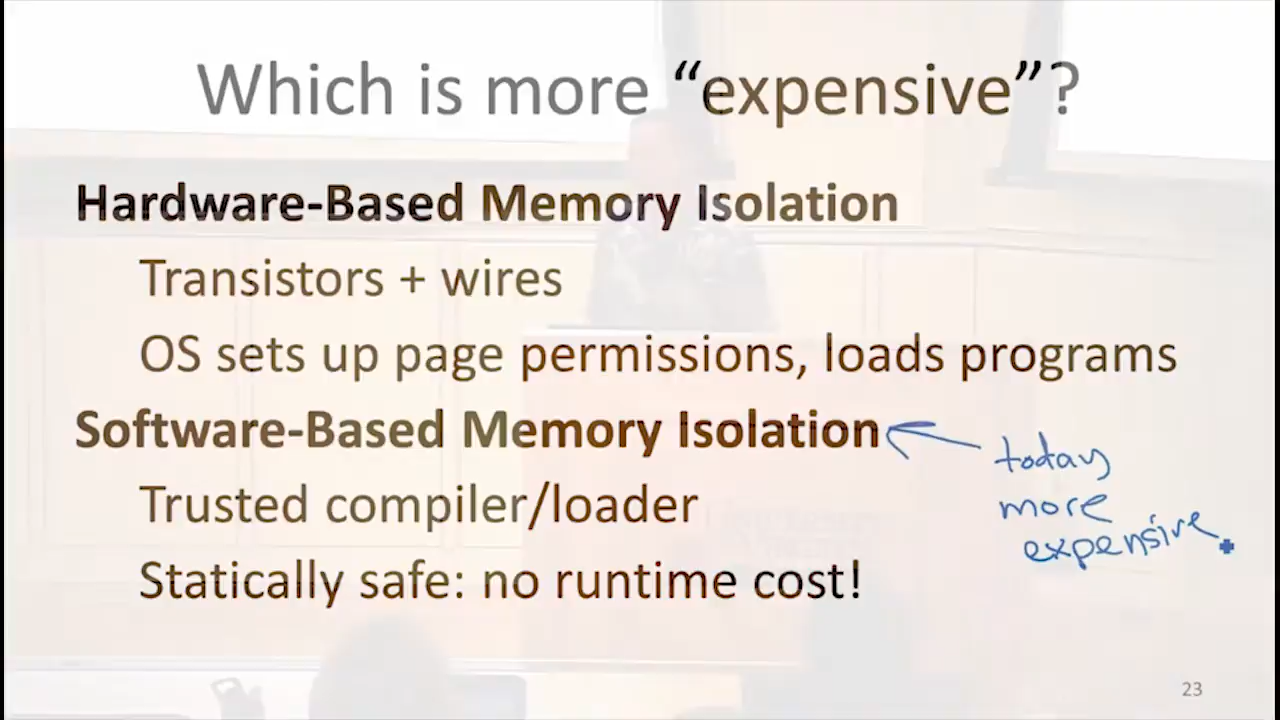 Which is more “expensive”?
Hardware-Based Memory Isolation
Transistors + wires
OS sets up page permissions, loads programs
Software-Based Memory Isolation
today
more
expensive
Trusted compiler/loader
Statically safe: no runtime cost!
23